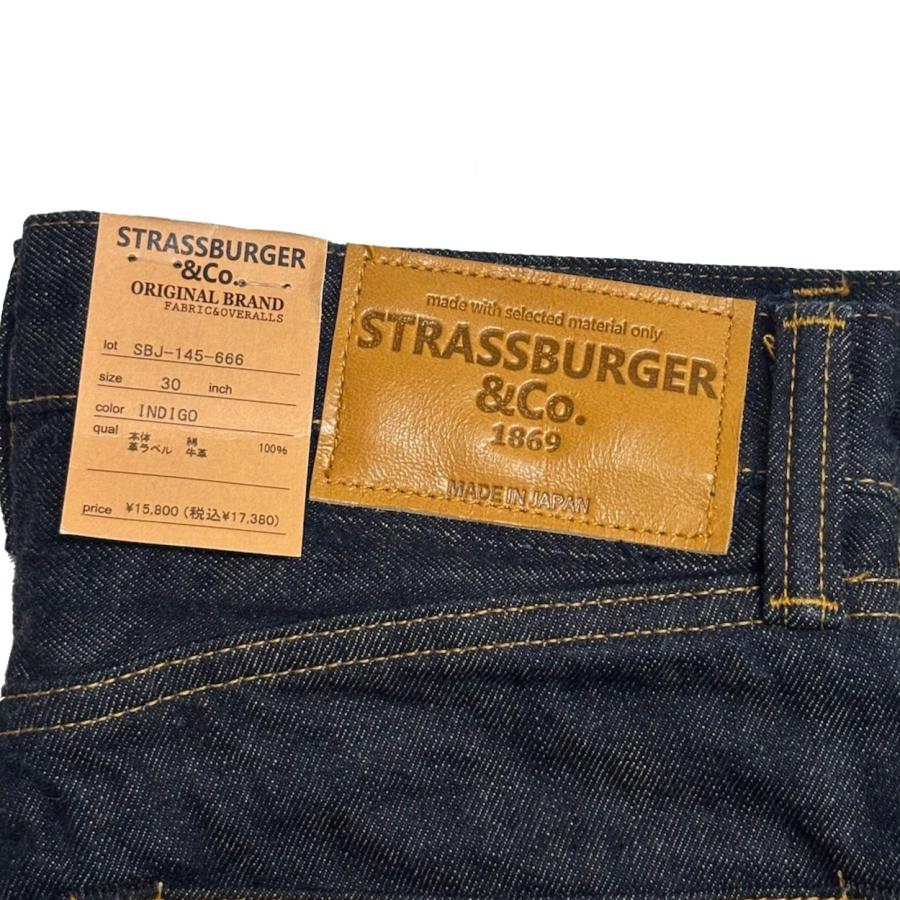 STRASSBURGER
&Co.
ORIGINAL BRAND
FABRIC&OVERALLS
lot SBJ-145-666
size 30 inch
color INDIGO
qual 本体 綿 100%
革ラベル 牛革
price ¥15,800(税込¥17,380)
made with selected material only
STRASSBURGER
&Co.
1869
MADE IN JAPAN